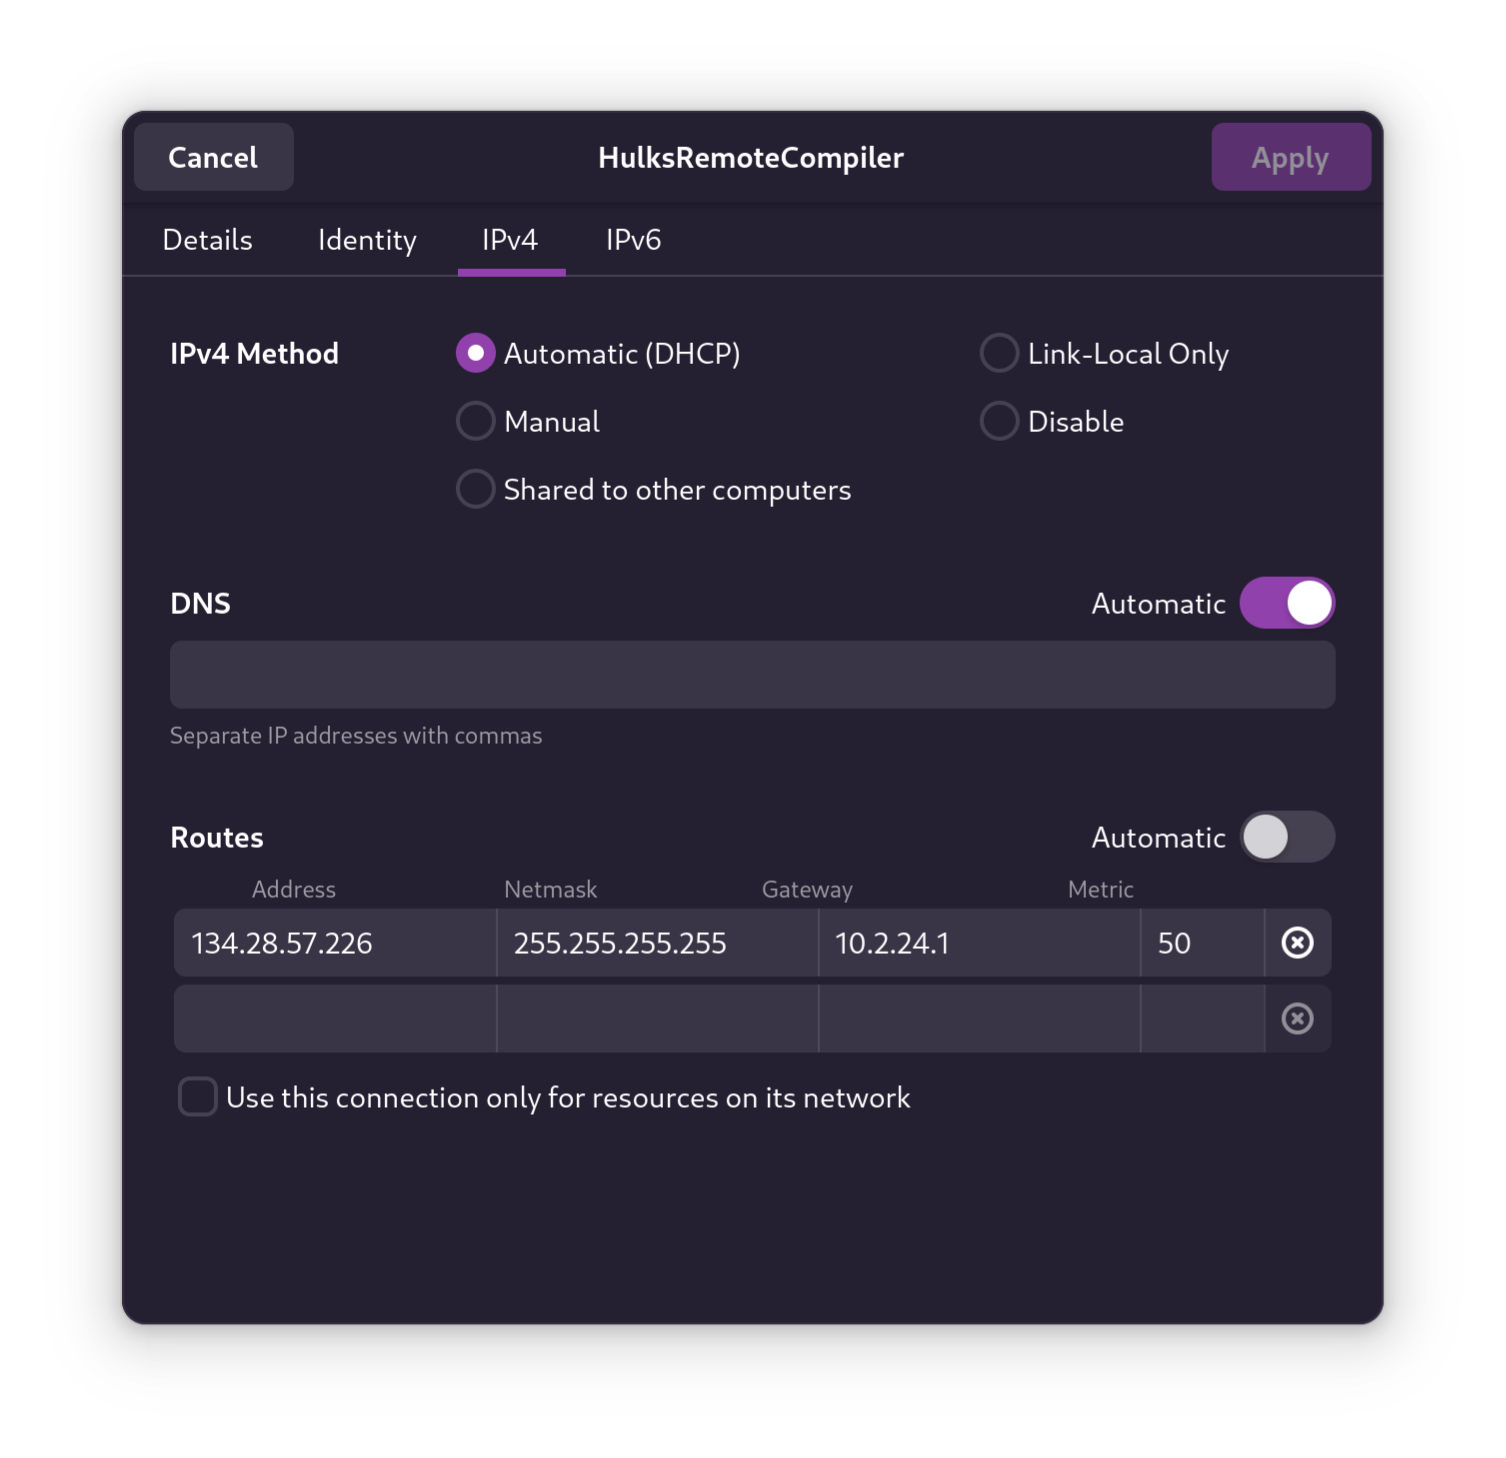 Cancel HulksRemoteCompiler Apply
Details Identity IPv4 IPv6
IPv4 Method Automatic (DHCP) Link-Local Only
Manual Disable
Shared to other computers
DNS Automatic
Separate IP addresses with commas
Routes Automatic
Address Netmask Gateway Metric
134.28.57.226 255.255.255.255 10.2.24.1 50
Use this connection only for resources on its network